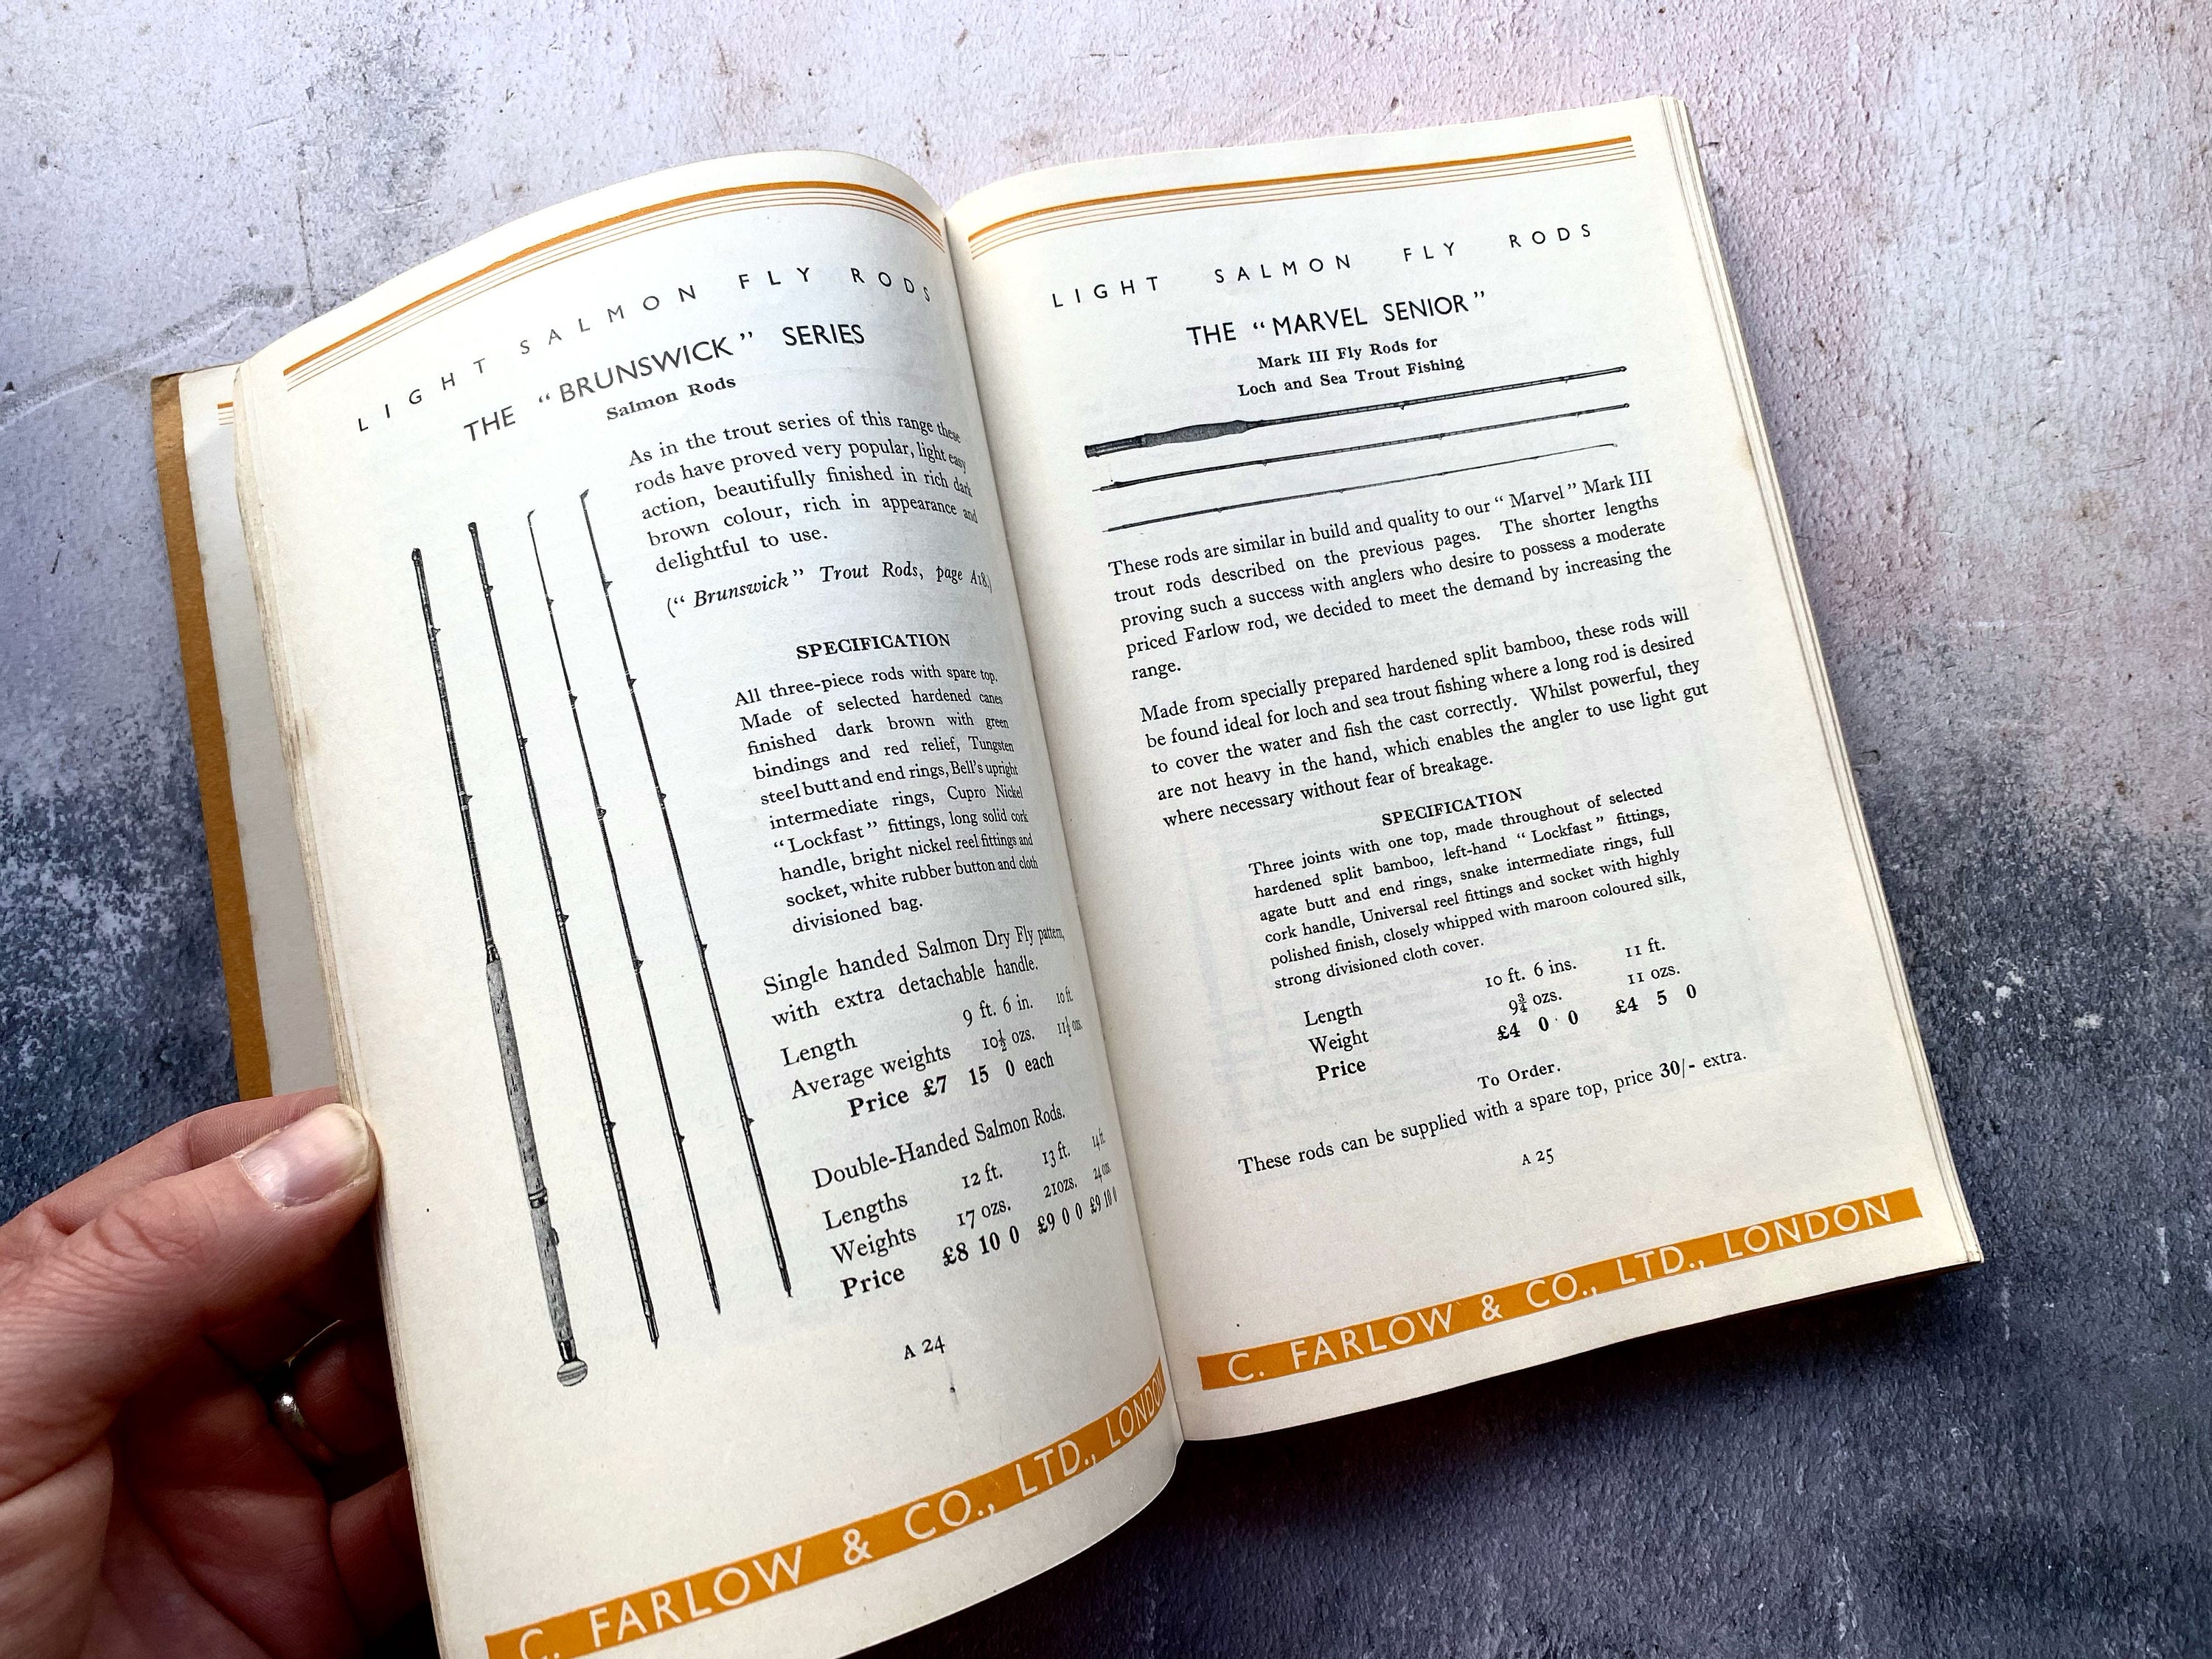 LIGHT SALMON FLY RODS
THE “BRUNSWICK” SERIES
Salmon Rods
As in the trout series of this range these
rods have proved very popular, light easy
action, beautifully finished in rich dark
brown colour, rich in appearance and
delightful to use.
(“Brunswick” Trout Rods, page A18.)
SPECIFICATION
All three-piece rods with spare top.
Made of selected hardened canes
finished dark brown with green
bindings and red relief, Tungsten
steel butt and end rings, Bell's upright
intermediate rings, Cupro Nickel
“Lockfast” fittings, long solid cork
handle, bright nickel reel fittings and
socket, white rubber button and cloth
divisioned bag.
Single handed Salmon Dry Fly pattern,
with extra detachable handle.
Length 9 ft. 6 in. 10 ft.
Average weights 10½ ozs. 11½ ozs.
Price £7 15 0 each
Double-Handed Salmon Rods.
Lengths 12 ft. 13 ft. 14 ft.
Weights 17 ozs. 21 ozs. 24 ozs.
Price £8 10 0 £9 0 0 £9 10 0
A 24
C. FARLOW & CO., LTD., LONDON
LIGHT SALMON FLY RODS
THE “MARVEL SENIOR”
Mark III Fly Rods for
Loch and Sea Trout Fishing
These rods are similar in build and quality to our “Marvel” Mark III
trout rods described on the previous pages. The shorter lengths
proving such a success with anglers who desire to possess a moderate
priced Farlow rod, we decided to meet the demand by increasing the
range.
Made from specially prepared hardened split bamboo, these rods will
be found ideal for loch and sea trout fishing where a long rod is desired
to cover the water and fish the cast correctly. Whilst powerful, they
are not heavy in the hand, which enables the angler to use light gut
where necessary without fear of breakage.
SPECIFICATION
Three joints with one top, made throughout of selected
hardened split bamboo, left-hand “Lockfast” fittings,
agate butt and end rings, snake intermediate rings, full
cork handle, Universal reel fittings and socket with highly
polished finish, closely whipped with maroon coloured silk,
strong divisioned cloth cover.
Length 10 ft. 6 ins. 11 ft.
Weight 9¾ ozs. 11 ozs.
Price £4 0 0 £4 5 0
To Order.
These rods can be supplied with a spare top, price 30/- extra.
A 25
C. FARLOW & CO., LTD., LONDON